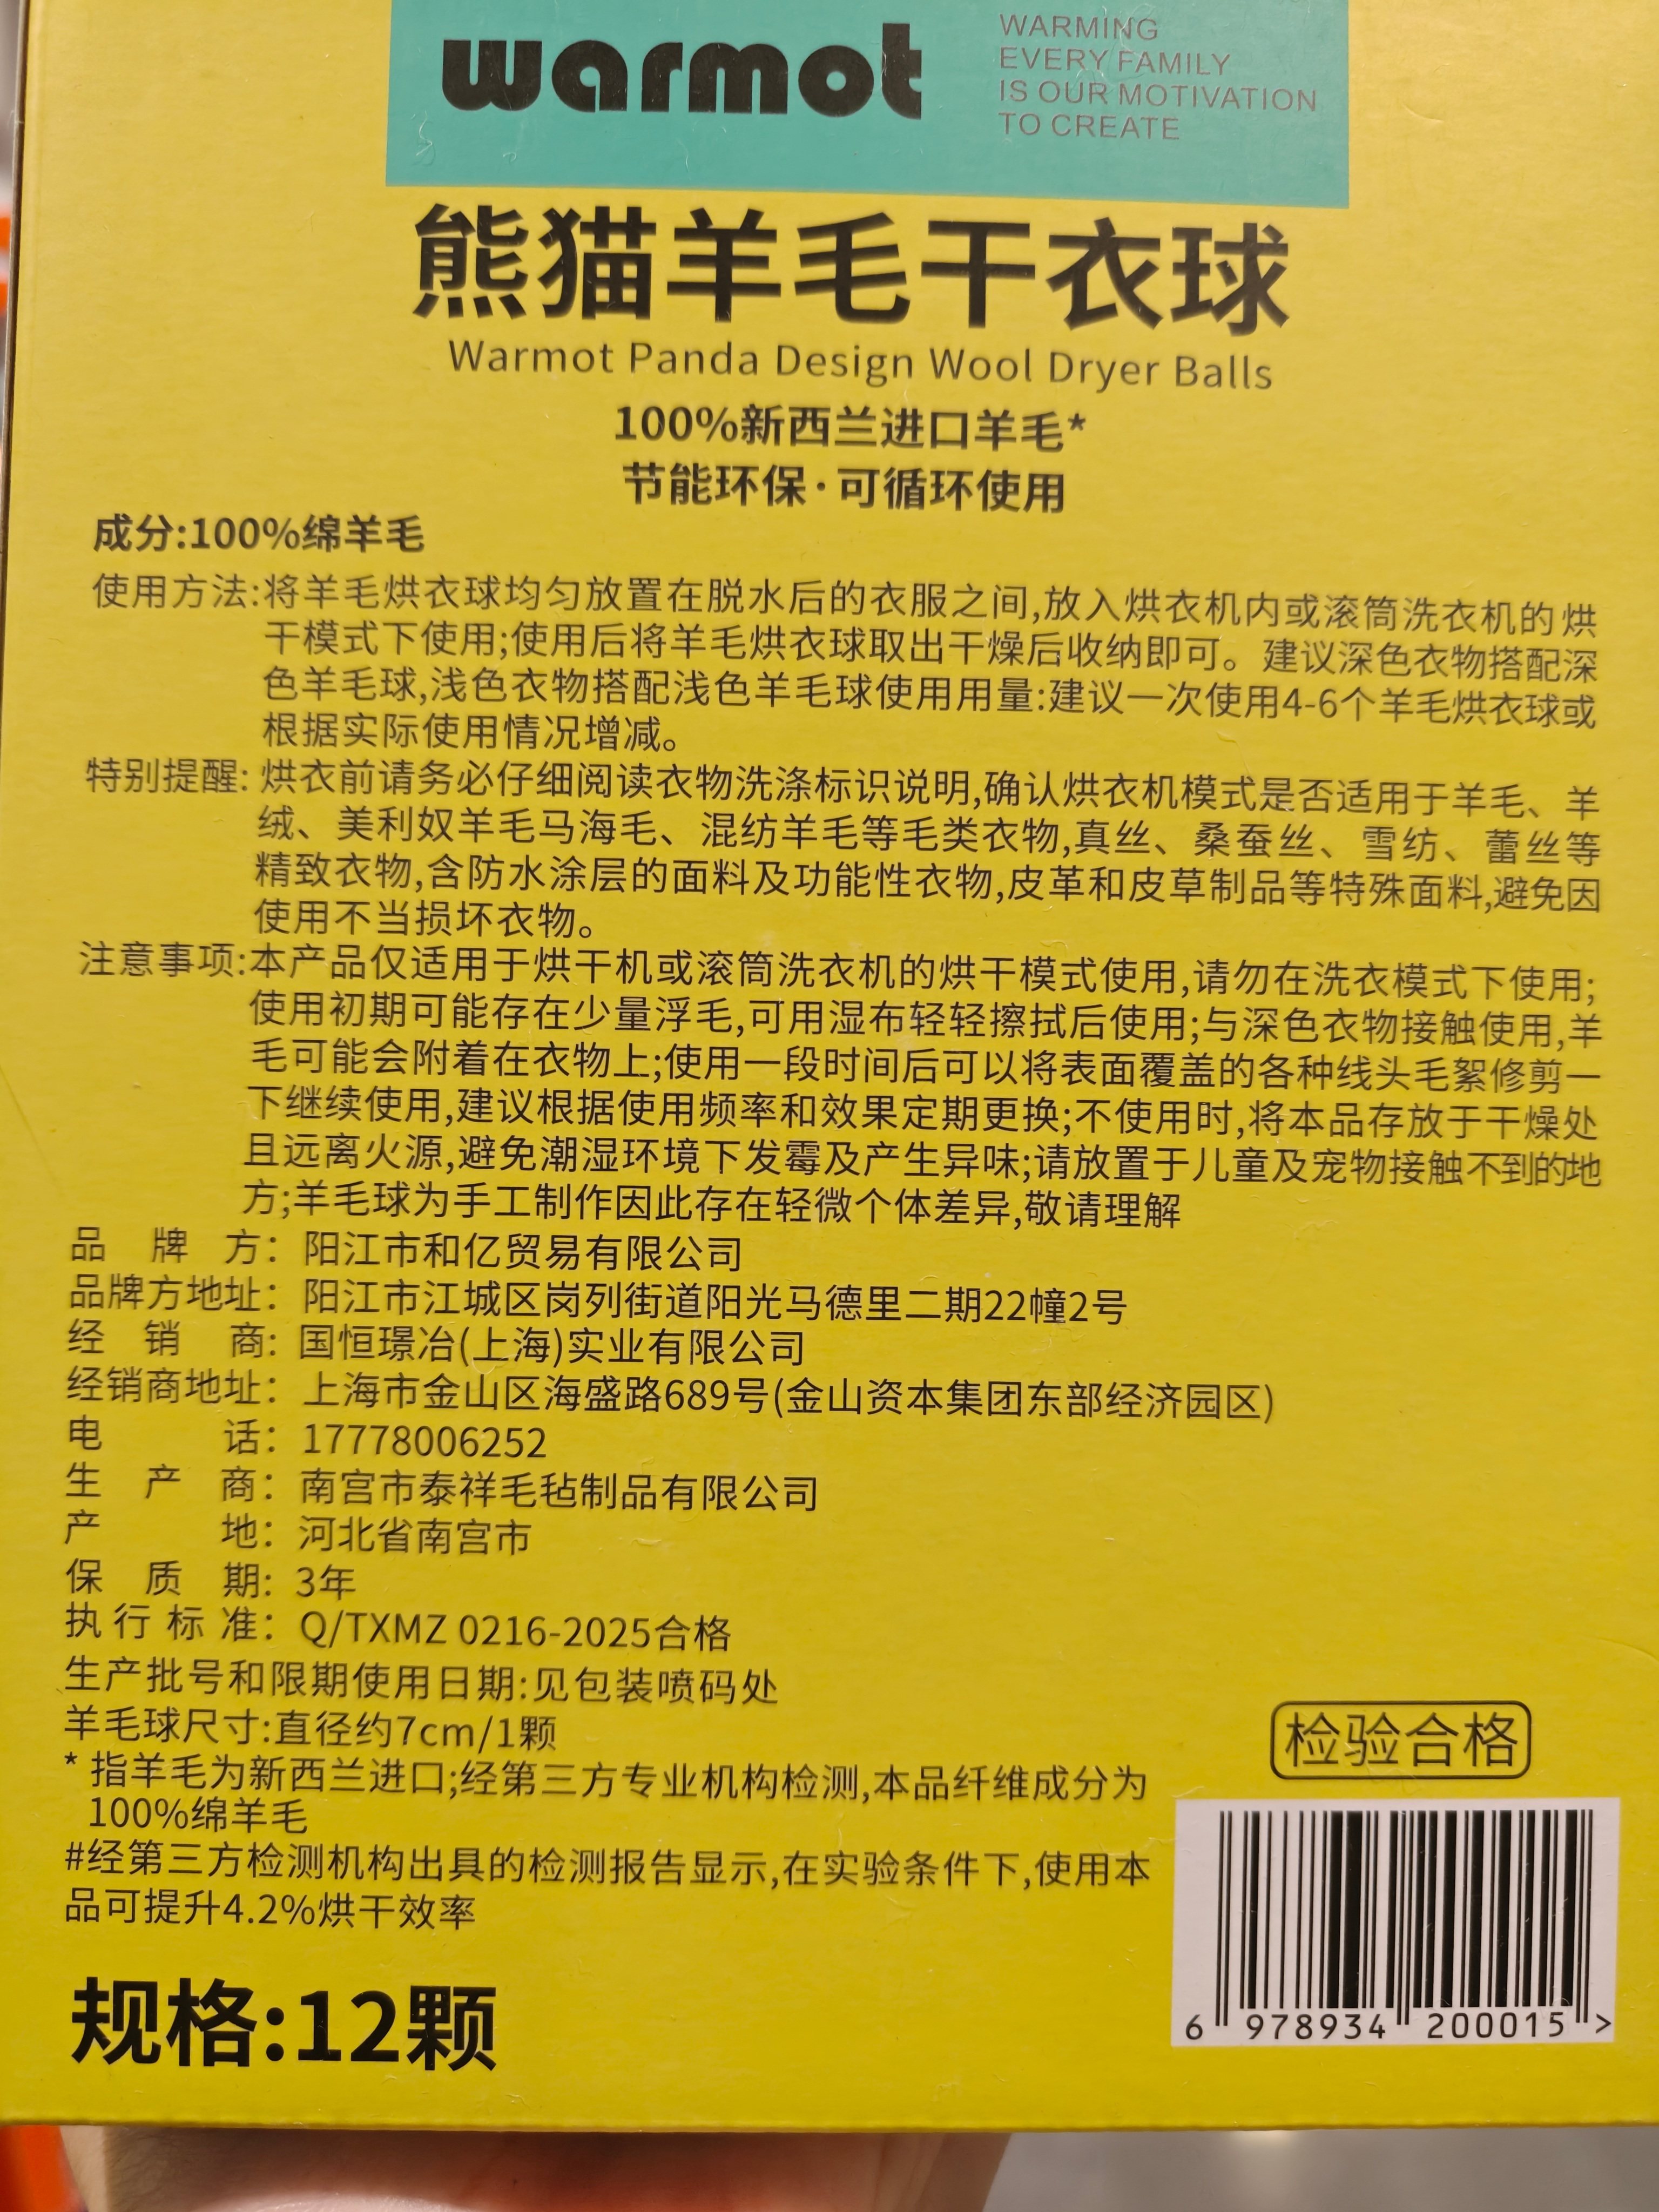 warmot
WARMING
EVERY FAMILY
IS OUR MOTIVATION
TO CREATE
熊猫羊毛干衣球
Warmot Panda Design Wool Dryer Balls
100%新西兰进口羊毛*
节能环保·可循环使用
成分:100%绵羊毛
使用方法:将羊毛烘衣球均匀放置在脱水后的衣服之间,放入烘衣机内或滚筒洗衣机的烘
干模式下使用;使用后将羊毛烘衣球取出干燥后收纳即可。建议深色衣物搭配深
色羊毛球,浅色衣物搭配浅色羊毛球使用用量:建议一次使用4-6个羊毛烘衣球或
根据实际使用情况增减。
特别提醒: 烘衣前请务必仔细阅读衣物洗涤标识说明,确认烘衣机模式是否适用于羊毛、羊
绒、美利奴羊毛马海毛、混纺羊毛等毛类衣物,真丝、桑蚕丝、雪纺、蕾丝等
精致衣物,含防水涂层的面料及功能性衣物,皮革和皮草制品等特殊面料,避免因
使用不当损坏衣物。
注意事项:本产品仅适用于烘干机或滚筒洗衣机的烘干模式使用,请勿在洗衣模式下使用;
使用初期可能存在少量浮毛,可用湿布轻轻擦拭后使用;与深色衣物接触使用,羊
毛可能会附着在衣物上;使用一段时间后可以将表面覆盖的各种线头毛絮修剪一
下继续使用,建议根据使用频率和效果定期更换;不使用时,将本品存放于干燥处
且远离火源,避免潮湿环境下发霉及产生异味;请放置于儿童及宠物接触不到的地
方;羊毛球为手工制作因此存在轻微个体差异,敬请理解
品牌方: 阳江市和亿贸易有限公司
品牌方地址: 阳江市江城区岗列街道阳光马德里二期22幢2号
经销商: 国恒璟冶(上海)实业有限公司
经销商地址: 上海市金山区海盛路689号(金山资本集团东部经济园区)
电话: 17778006252
生产商: 南宫市泰祥毛毡制品有限公司
产地: 河北省南宫市
保质期: 3年
执行标准: Q/TXMZ 0216-2025合格
生产批号和限期使用日期:见包装喷码处
羊毛球尺寸:直径约7cm/1颗
* 指羊毛为新西兰进口;经第三方专业机构检测,本品纤维成分为
100%绵羊毛
#经第三方检测机构出具的检测报告显示,在实验条件下,使用本
品可提升4.2%烘干效率
规格:12颗
检验合格
6 978934 200015 >